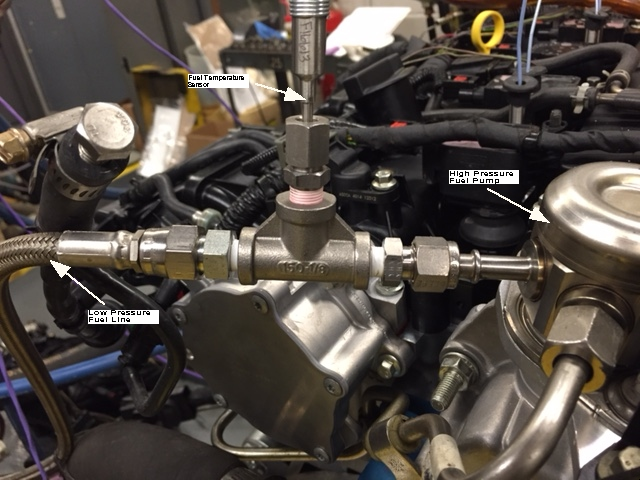 Fuel Temperature
Sensor
High Pressure
Fuel Pump
Low Pressure
Fuel Line